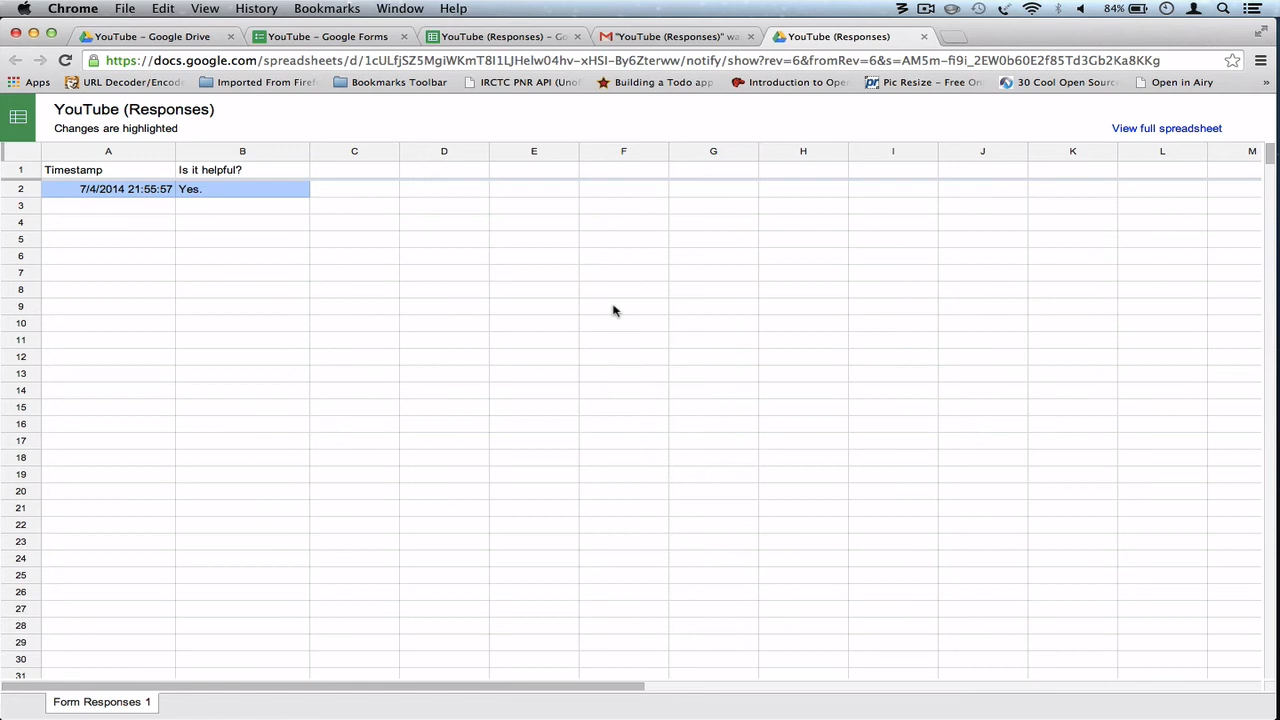 Chrome File Edit View History Bookmarks Window Help 84%
YouTube – Google Drive
YouTube – Google Forms
YouTube (Responses) – Go
"YouTube (Responses)" wa
YouTube (Responses)
https://docs.google.com/spreadsheets/d/1cULfjSZ5MgiWKmT8I1LJHelw04hv-xHSI-By6Zterww/notify/show?rev=6&fromRev=6&s=AM5m-fi9i_2EW0b60E2f85Td3Gb2Ka8KKg
Apps URL Decoder/Encode Imported From Firef Bookmarks Toolbar IRCTC PNR API (Unof Building a Todo app Introduction to Oper Pic Resize – Free On 30 Cool Open Sourc Open in Airy »
YouTube (Responses)
Changes are highlighted
View full spreadsheet
A B C D E F G H I J K L M
1 Timestamp Is it helpful?
2 7/4/2014 21:55:57 Yes.
3
4
5
6
7
8
9
10
11
12
13
14
15
16
17
18
19
20
21
22
23
24
25
26
27
28
29
30
31
Form Responses 1